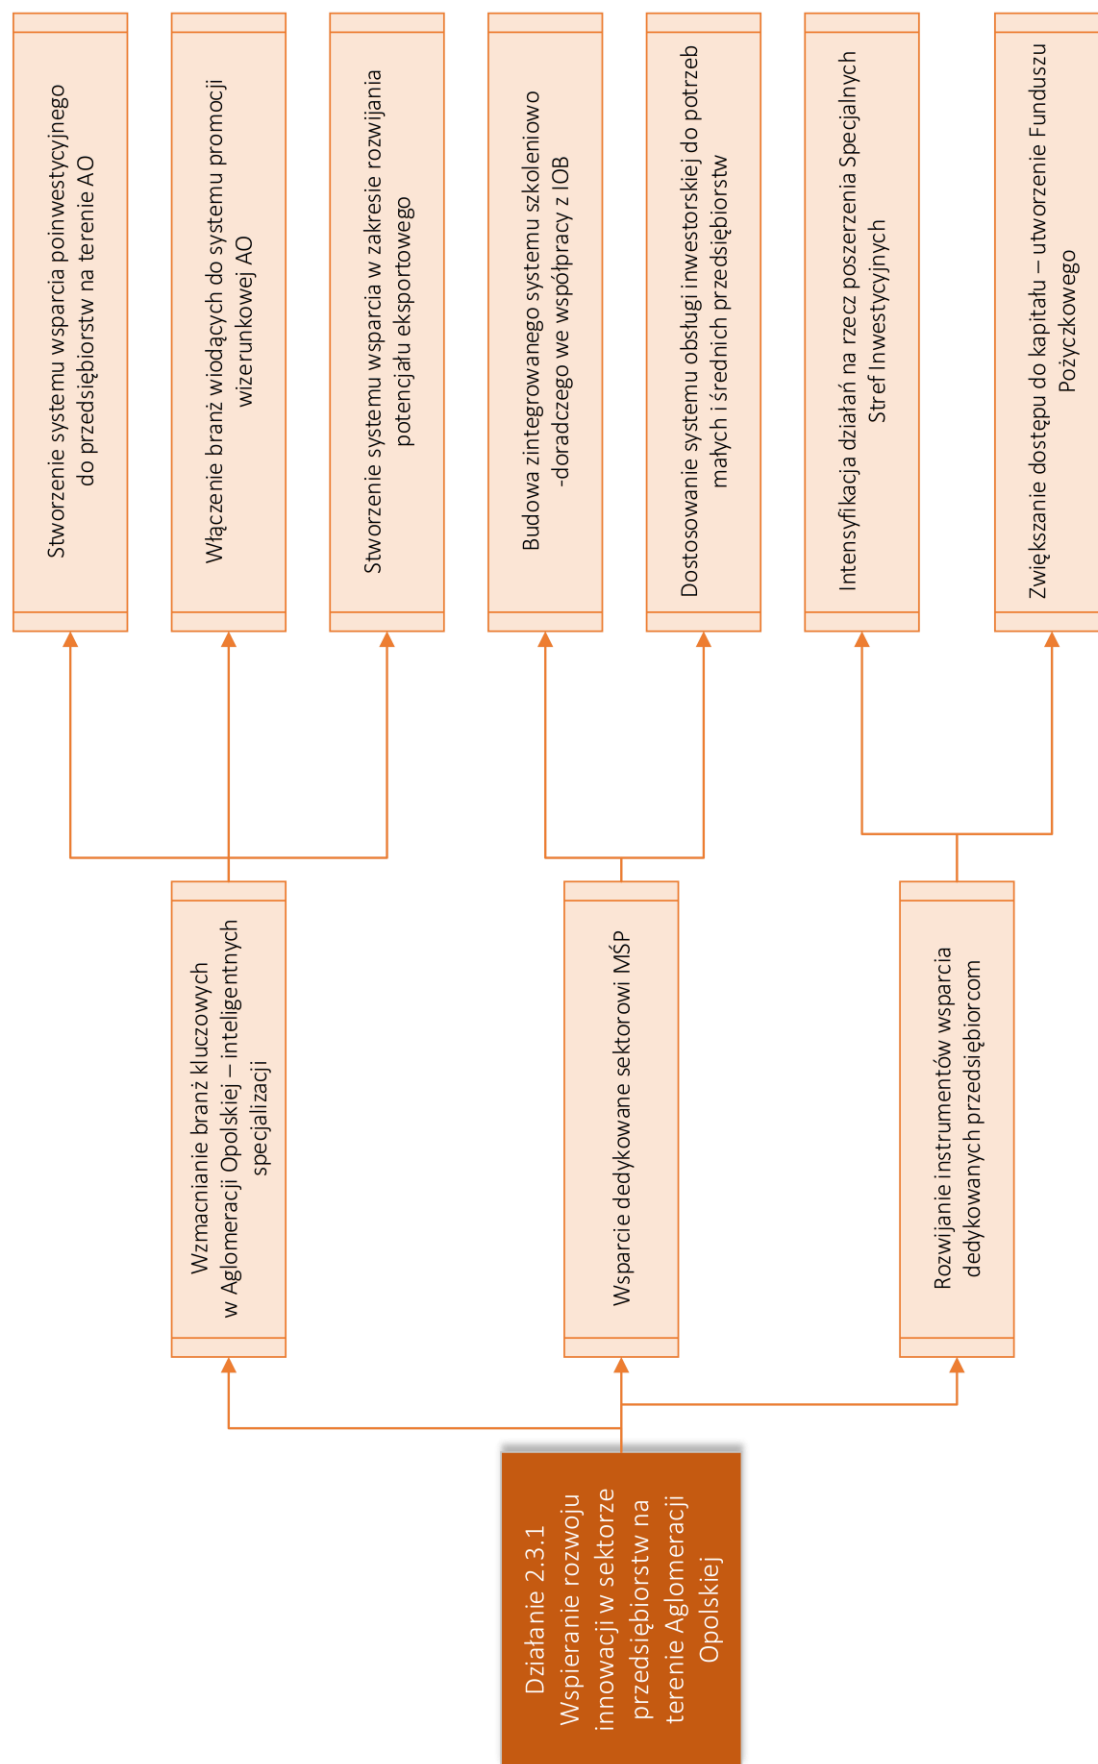 Działanie 2.3.1
Wspieranie rozwoju
innowacji w sektorze
przedsiębiorstw na
terenie Aglomeracji
Opolskiej
Wzmacnianie branż kluczowych
w Aglomeracji Opolskiej – inteligentnych
specjalizacji
Wsparcie dedykowane sektorowi MŚP
Rozwijanie instrumentów wsparcia
dedykowanych przedsiębiorcom
Stworzenie systemu wsparcia poinwestycyjnego
do przedsiębiorstw na terenie AO
Włączenie branż wiodących do systemu promocji
wizerunkowej AO
Stworzenie systemu wsparcia w zakresie rozwijania
potencjału eksportowego
Budowa zintegrowanego systemu szkoleniowo
-doradczego we współpracy z IOB
Dostosowanie systemu obsługi inwestorskiej do potrzeb
małych i średnich przedsiębiorstw
Intensyfikacja działań na rzecz poszerzenia Specjalnych
Stref Inwestycyjnych
Zwiększanie dostępu do kapitału – utworzenie Funduszu
Pożyczkowego